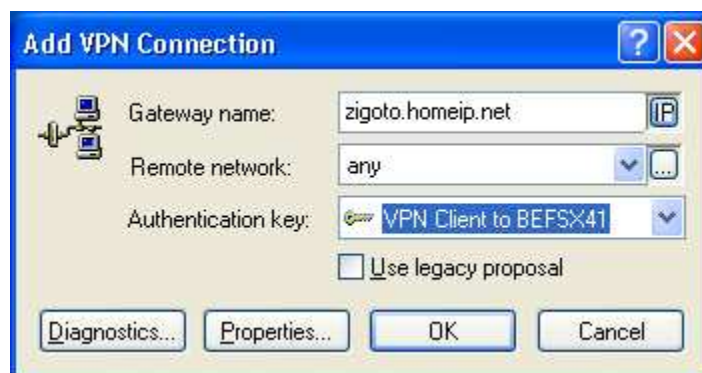 Add VPN Connection
Gateway name: zigoto.homeip.net IP
Remote network: any ...
Authentication key: VPN Client to BEFSX41
Use legacy proposal
Diagnostics... Properties... OK Cancel